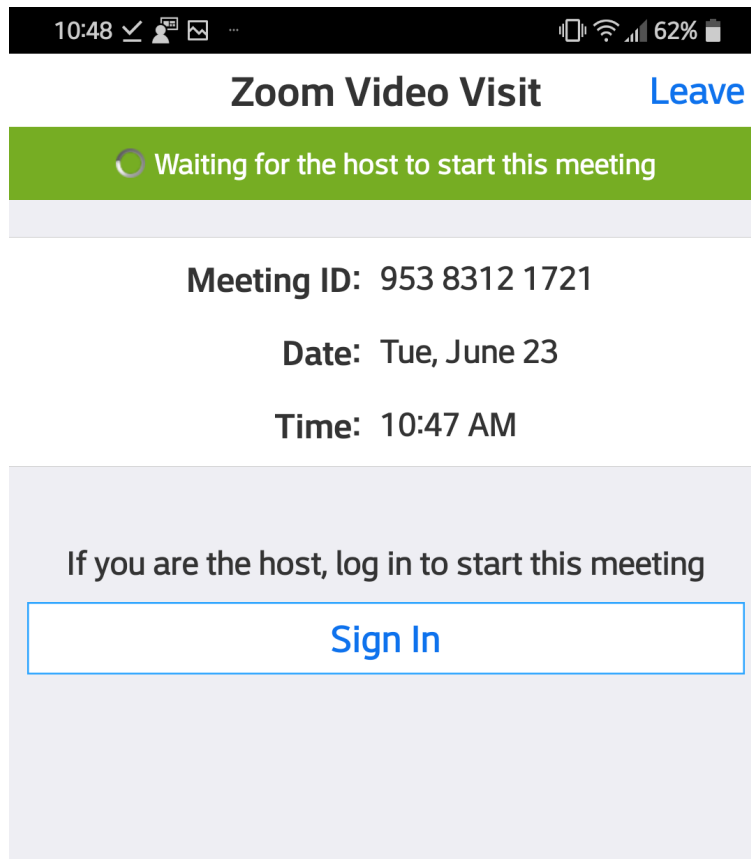 10:48 62%
Zoom Video Visit Leave
Waiting for the host to start this meeting
Meeting ID: 953 8312 1721
Date: Tue, June 23
Time: 10:47 AM
If you are the host, log in to start this meeting
Sign In